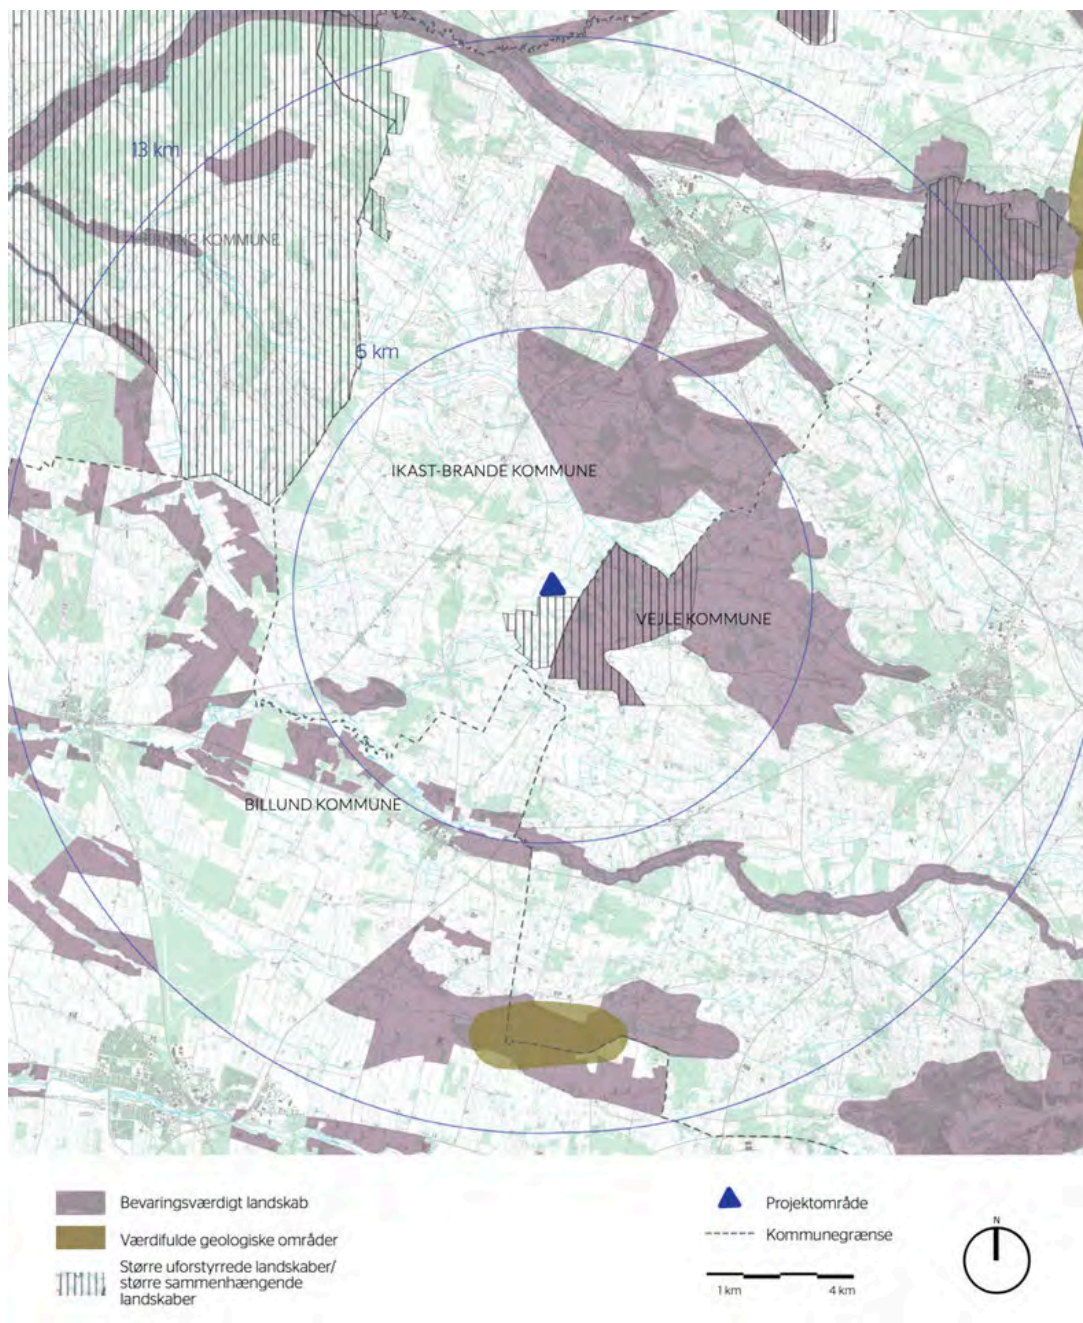 13 km
HERNING KOMMUNE
6 km
IKAST-BRANDE KOMMUNE
VEJLE KOMMUNE
BILLUND KOMMUNE
Bevaringsværdigt landskab
Værdifulde geologiske områder
Større uforstyrrede landskaber/
større sammenhængende
landskaber
Projektområde
Kommunegrænse
1 km
4 km
N